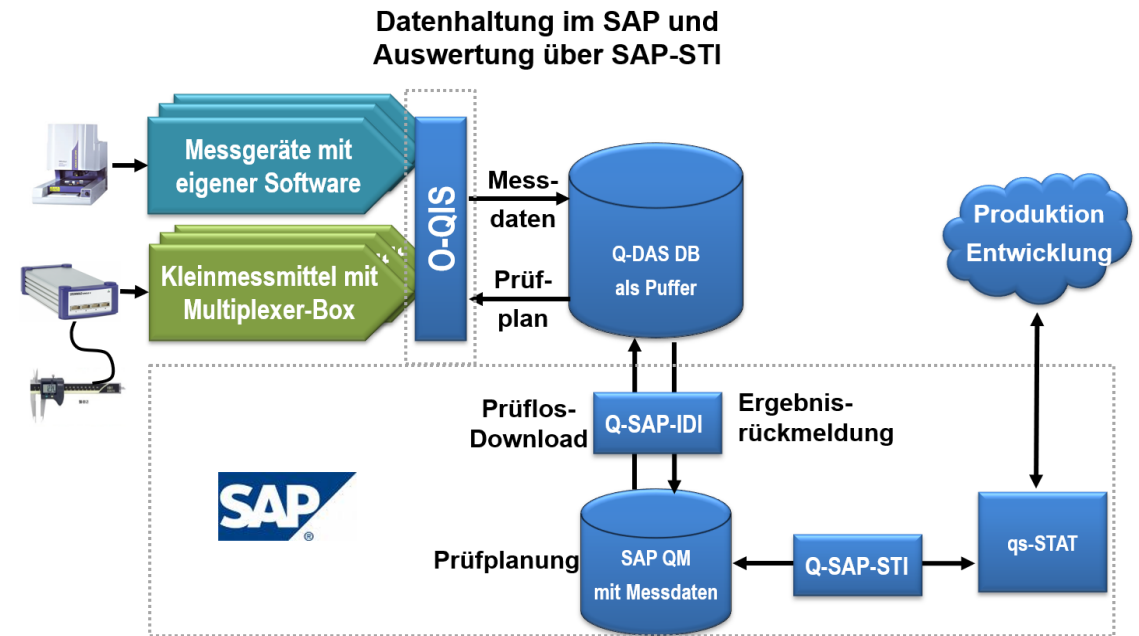 Datenhaltung im SAP und
Auswertung über SAP-STI
Messgeräte mit
eigener Software
Kleinmessmittel mit
Multiplexer-Box
O-QIS
Mess-
daten
Prüf-
plan
Q-DAS DB
als Puffer
Produktion
Entwicklung
Prüflos-
Download
Q-SAP-IDI
Ergebnis-
rückmeldung
SAP
®
Prüfplanung
SAP QM
mit Messdaten
Q-SAP-STI
qs-STAT